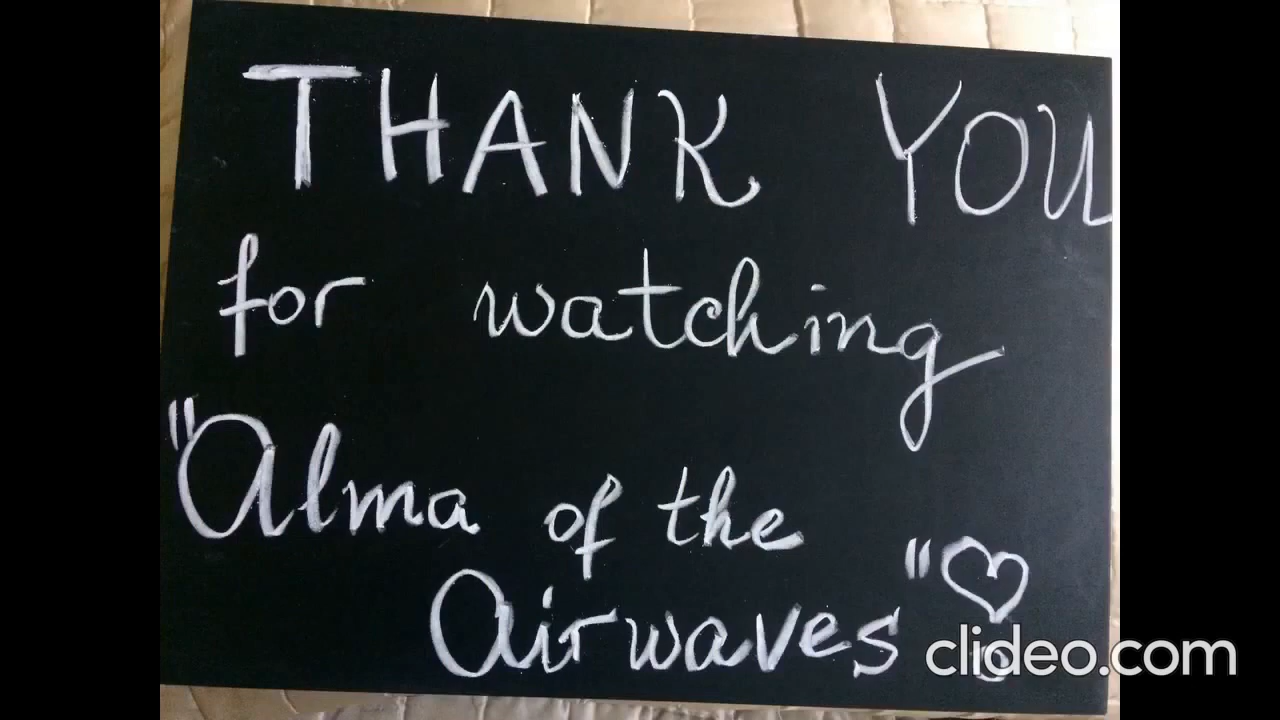 THANK YOU
for watching
"Alma of the
Airwaves" ♡
clideo.com